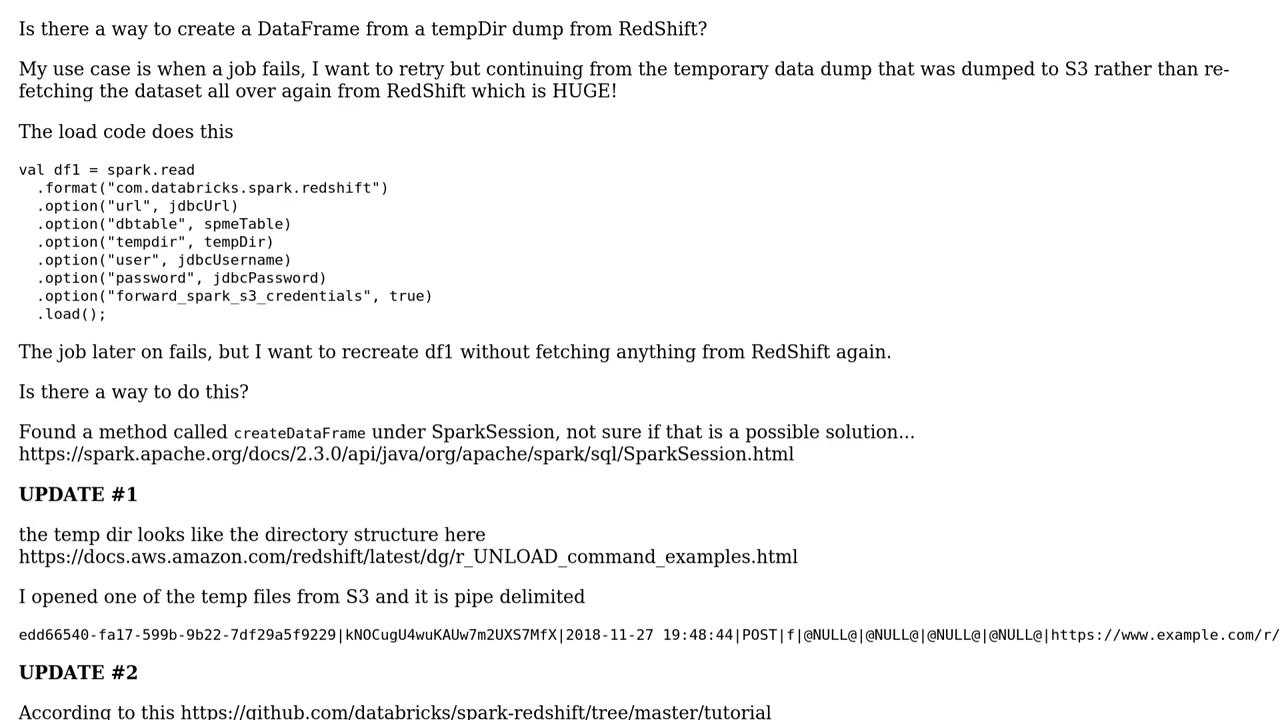 Is there a way to create a DataFrame from a tempDir dump from RedShift?
My use case is when a job fails, I want to retry but continuing from the temporary data dump that was dumped to S3 rather than re-
fetching the dataset all over again from RedShift which is HUGE!
The load code does this
val df1 = spark.read
  .format("com.databricks.spark.redshift")
  .option("url", jdbcUrl)
  .option("dbtable", spmeTable)
  .option("tempdir", tempDir)
  .option("user", jdbcUsername)
  .option("password", jdbcPassword)
  .option("forward_spark_s3_credentials", true)
  .load();
The job later on fails, but I want to recreate df1 without fetching anything from RedShift again.
Is there a way to do this?
Found a method called createDataFrame under SparkSession, not sure if that is a possible solution...
https://spark.apache.org/docs/2.3.0/api/java/org/apache/spark/sql/SparkSession.html
UPDATE #1
the temp dir looks like the directory structure here
https://docs.aws.amazon.com/redshift/latest/dg/r_UNLOAD_command_examples.html
I opened one of the temp files from S3 and it is pipe delimited
edd66540-fa17-599b-9b22-7df29a5f9229|kNOCugU4wuKAUw7m2UXS7MfX|2018-11-27 19:48:44|POST|f|@NULL@|@NULL@|@NULL@|@NULL@|https://www.example.com/r/
UPDATE #2
According to this https://github.com/databricks/spark-redshift/tree/master/tutorial